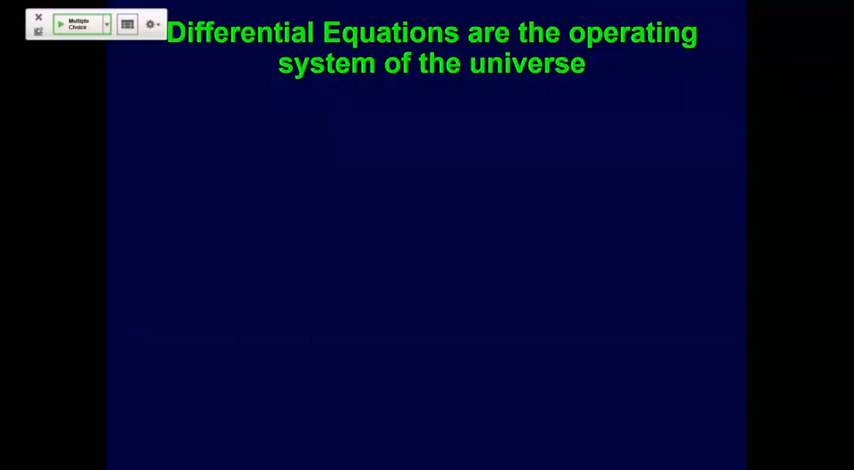 Multiple
Choice
Differential Equations are the operating
system of the universe